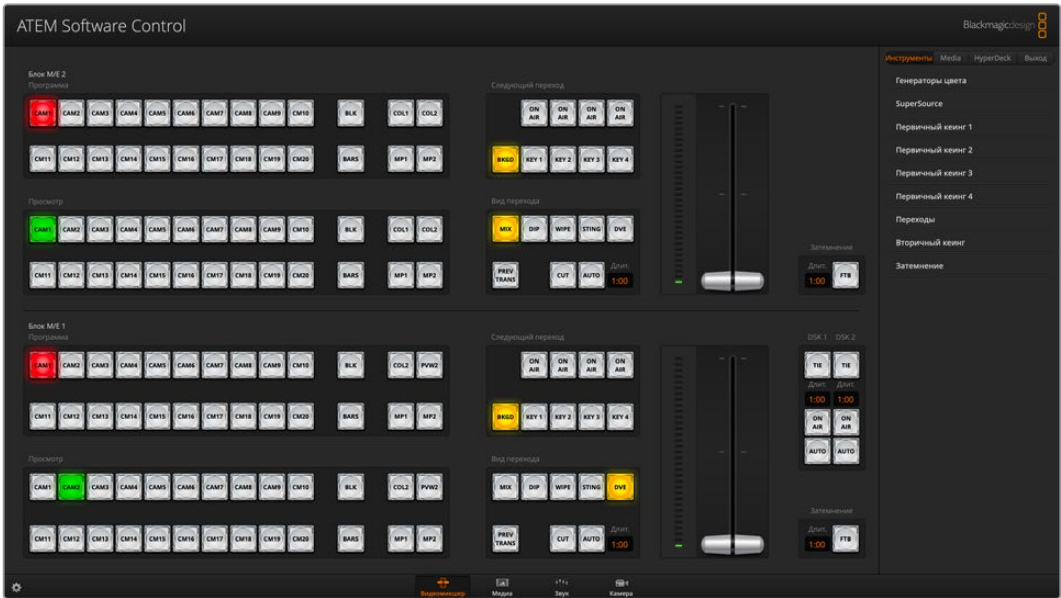 ATEM Software Control
Blackmagicdesign
Инструменты Media HyperDeck Выход
Генераторы цвета
SuperSource
Первичный кеинг 1
Первичный кеинг 2
Первичный кеинг 3
Первичный кеинг 4
Переходы
Вторичный кеинг
Затемнение
Блок M/E 2
Программа
CAM1 CAM2 CAM3 CAM4 CAM5 CAM6 CAM7 CAM8 CAM9 CM10 BLK COL1 COL2
CM11 CM12 CM13 CM14 CM15 CM16 CM17 CM18 CM19 CM20 BARS MP1 MP2
Следующий переход
ON AIR ON AIR ON AIR ON AIR
BKGD KEY 1 KEY 2 KEY 3 KEY 4
Просмотр
CAM1 CAM2 CAM3 CAM4 CAM5 CAM6 CAM7 CAM8 CAM9 CM10 BLK COL1 COL2
CM11 CM12 CM13 CM14 CM15 CM16 CM17 CM18 CM19 CM20 BARS MP1 MP2
Вид перехода
MIX DIP WIPE STING DVE
PREV TRANS CUT AUTO Длит. 1:00
Затемнение
Длит. 1:00 FTB
Блок M/E 1
Программа
CAM1 CAM2 CAM3 CAM4 CAM5 CAM6 CAM7 CAM8 CAM9 CM10 BLK COL2 PVW2
CM11 CM12 CM13 CM14 CM15 CM16 CM17 CM18 CM19 CM20 BARS MP1 MP2
Следующий переход
ON AIR ON AIR ON AIR ON AIR
BKGD KEY 1 KEY 2 KEY 3 KEY 4
DSK 1 DSK 2
TIE TIE
Длит. Длит.
1:00 1:00
ON AIR ON AIR
AUTO AUTO
Просмотр
CAM1 CAM2 CAM3 CAM4 CAM5 CAM6 CAM7 CAM8 CAM9 CM10 BLK COL2 PVW2
CM11 CM12 CM13 CM14 CM15 CM16 CM17 CM18 CM19 CM20 BARS MP1 MP2
Вид перехода
MIX DIP WIPE STING DVE
PREV TRANS CUT AUTO Длит. 1:00
Затемнение
Длит. 1:00 FTB
Видеомикшер Медиа Звук Камера